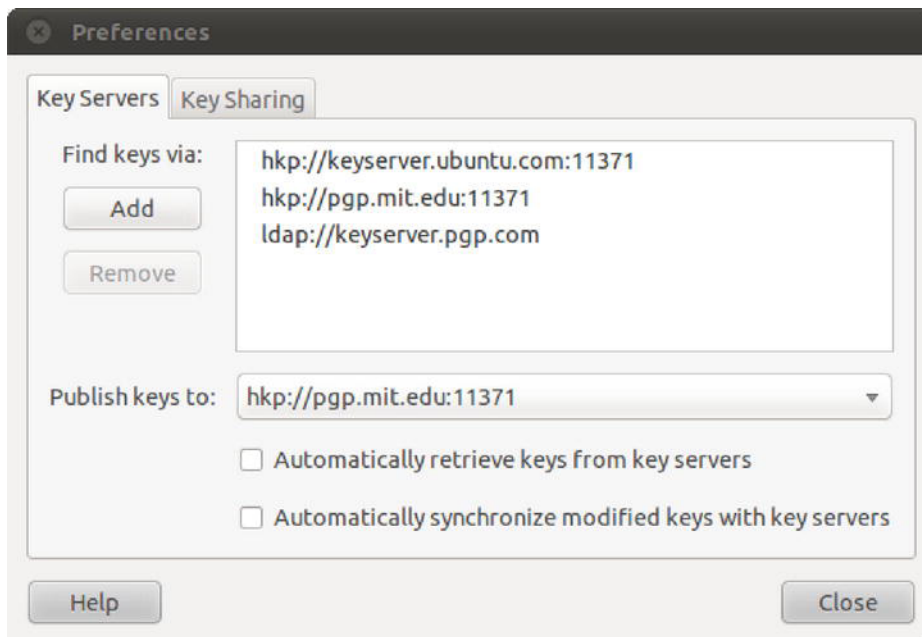 Preferences
Key Servers Key Sharing
Find keys via:
Add
Remove
hkp://keyserver.ubuntu.com:11371
hkp://pgp.mit.edu:11371
ldap://keyserver.pgp.com
Publish keys to: hkp://pgp.mit.edu:11371
Automatically retrieve keys from key servers
Automatically synchronize modified keys with key servers
Help Close